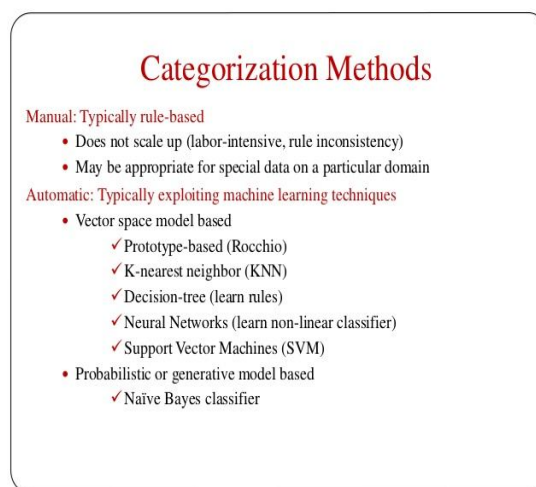 Categorization Methods
Manual: Typically rule-based
• Does not scale up (labor-intensive, rule inconsistency)
• May be appropriate for special data on a particular domain
Automatic: Typically exploiting machine learning techniques
• Vector space model based
✓Prototype-based (Rocchio)
✓K-nearest neighbor (KNN)
✓Decision-tree (learn rules)
✓Neural Networks (learn non-linear classifier)
✓Support Vector Machines (SVM)
• Probabilistic or generative model based
✓Naïve Bayes classifier